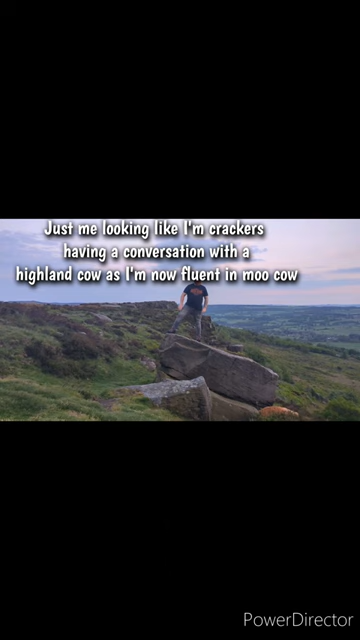 Just me looking like I'm crackers
having a conversation with a
highland cow as I'm now fluent in moo cow
PowerDirector